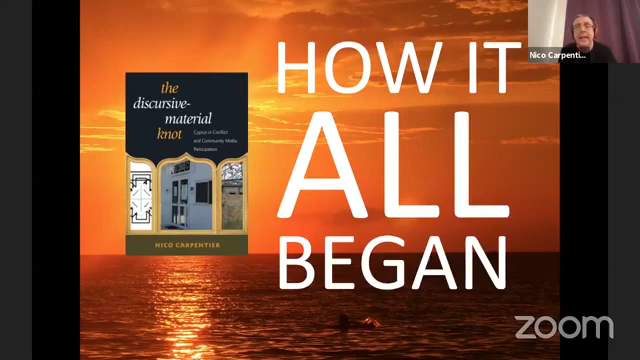 HOW IT
ALL
BEGAN
the
discursive-
material
knot
Cyprus in Conflict
and Community Media
Participation
NICO CARPENTIER
Nico Carpentie...
zoom